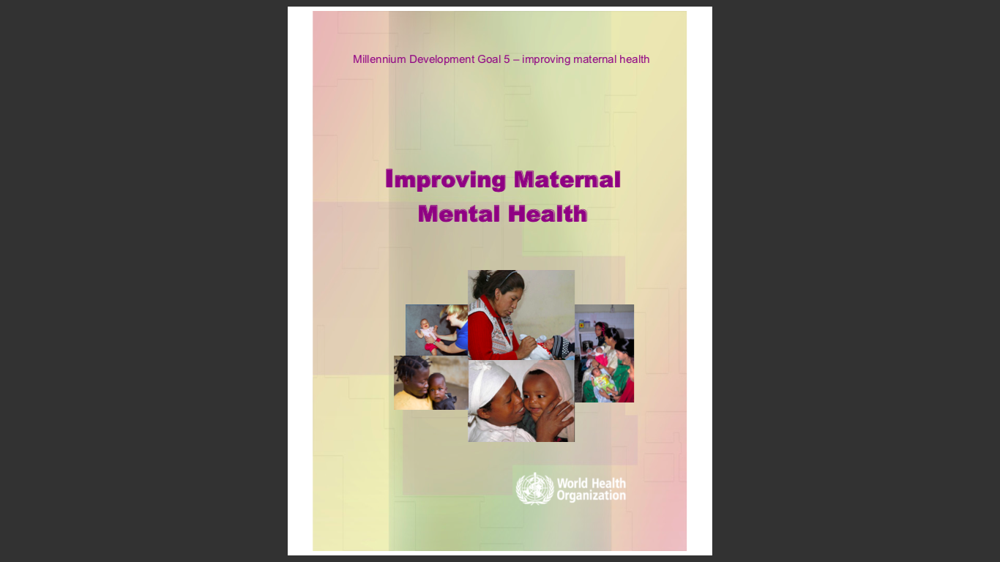 Millennium Development Goal 5 – improving maternal health
Improving Maternal
Mental Health
World Health
Organization